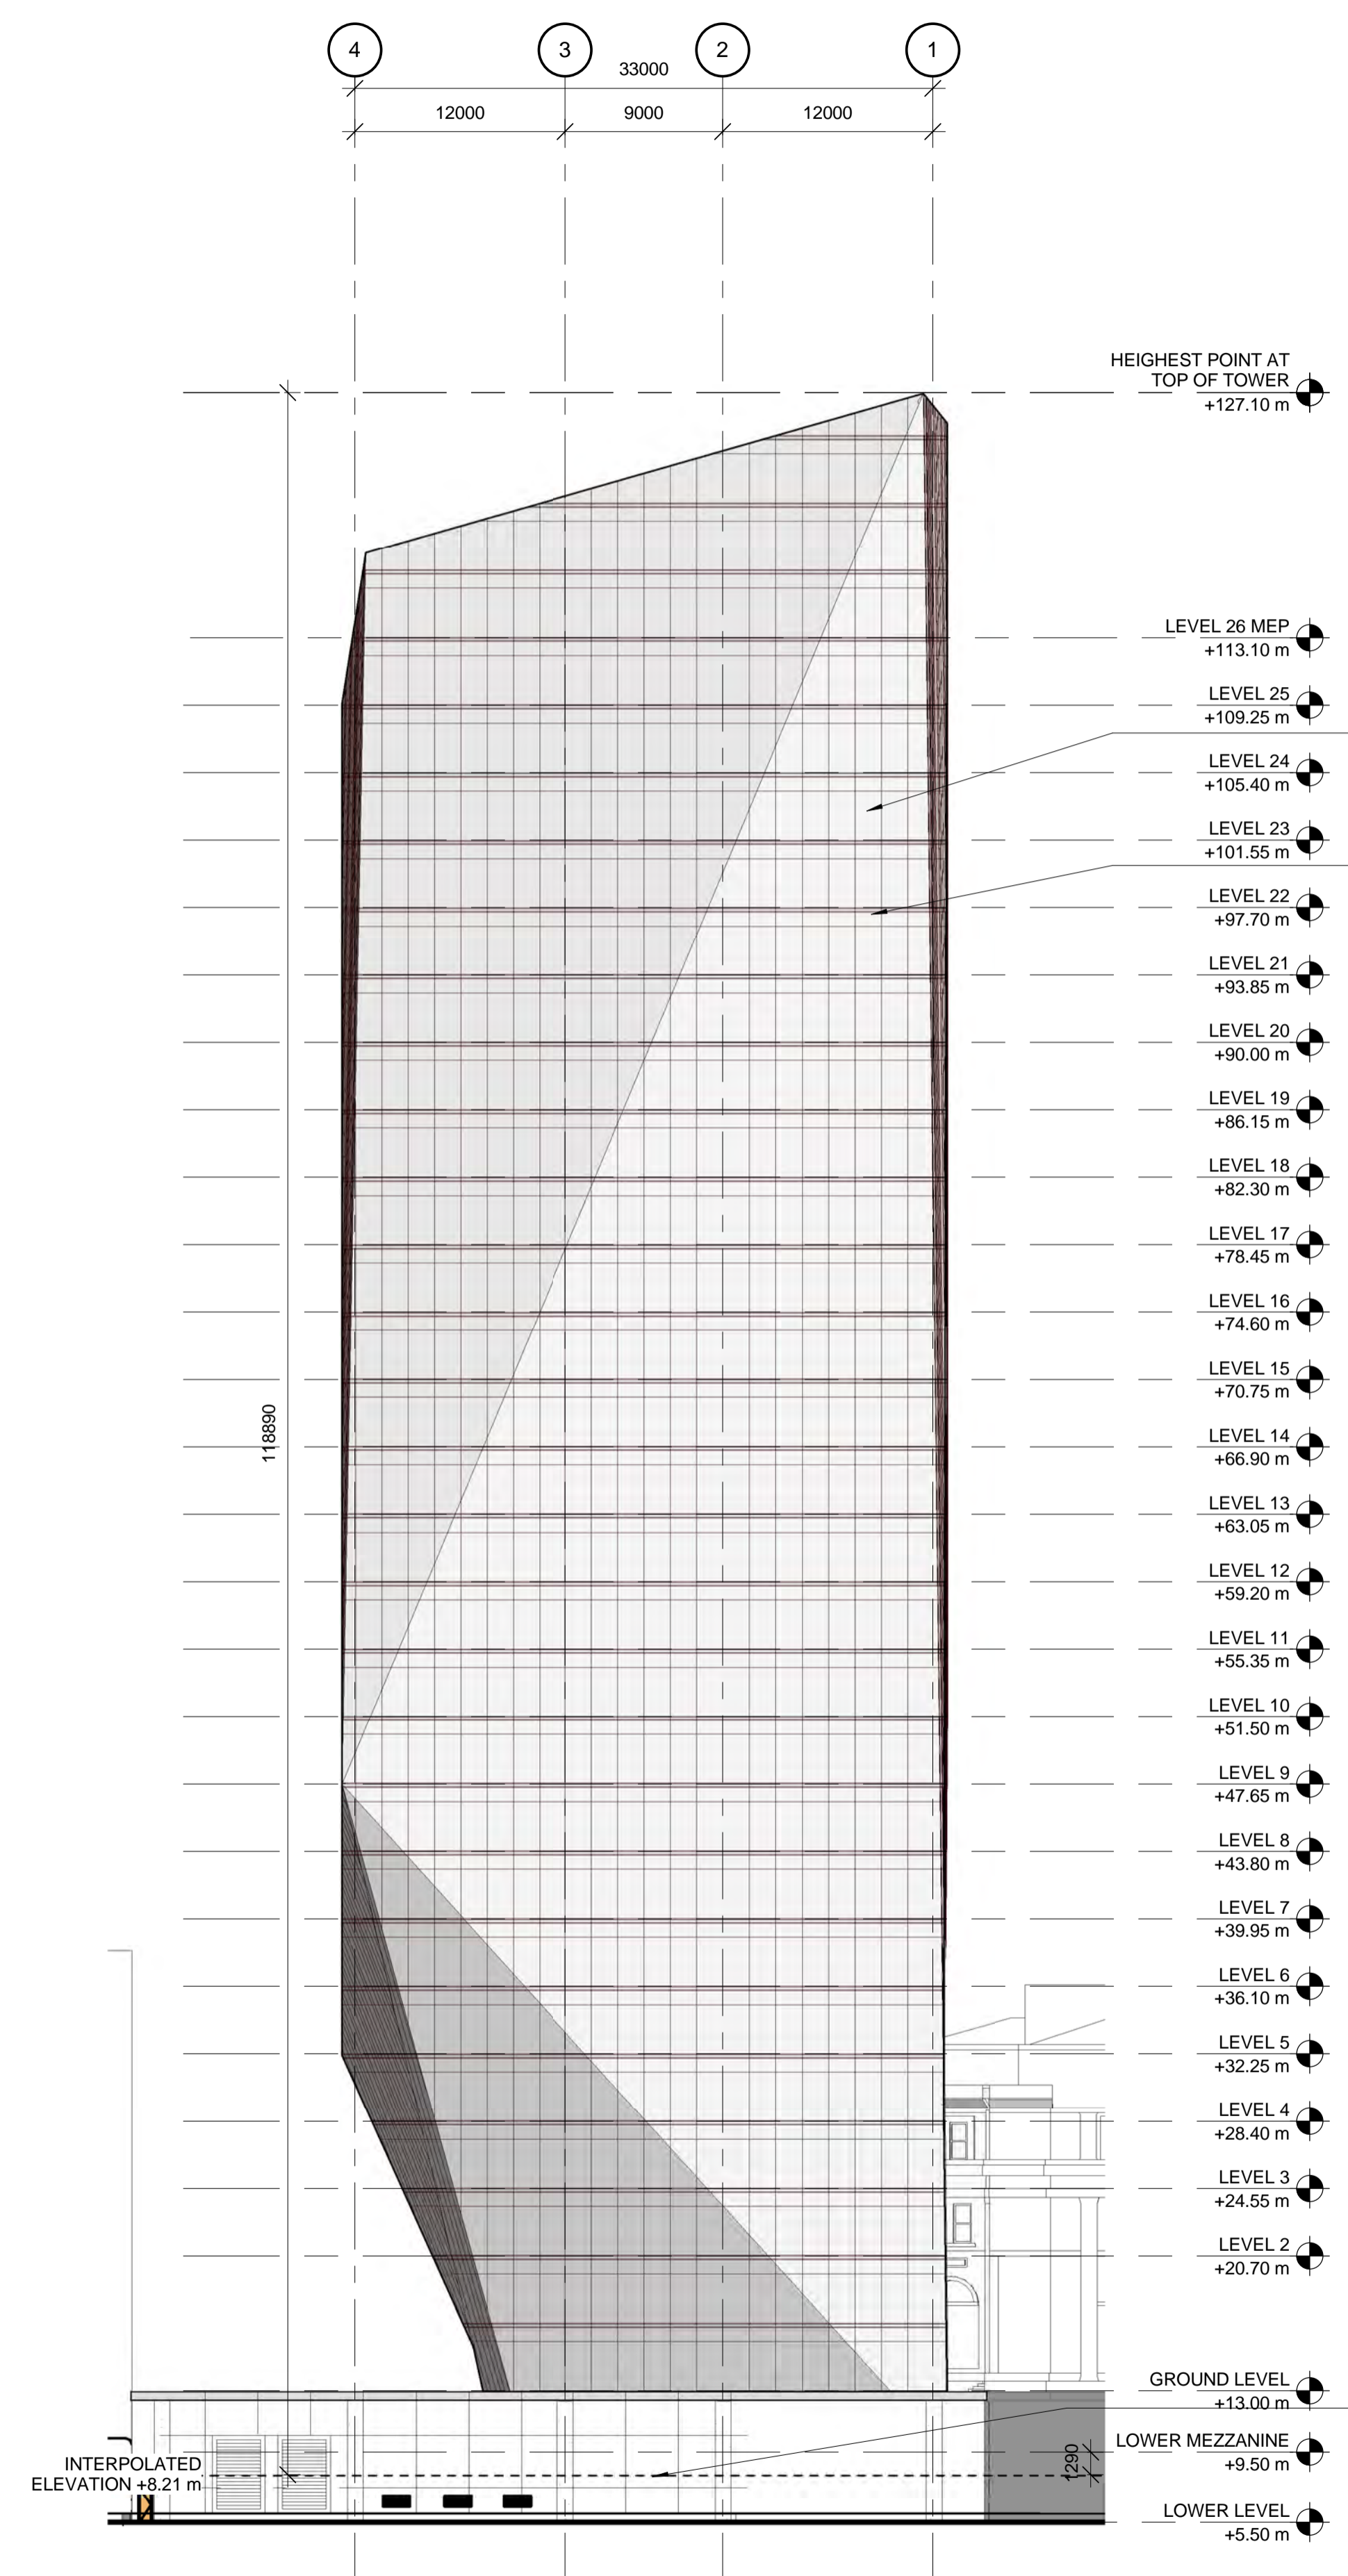 4 3 2 1
33000
12000 9000 12000
HEIGHEST POINT AT
TOP OF TOWER
+127.10 m
LEVEL 26 MEP
+113.10 m
LEVEL 25
+109.25 m
LEVEL 24
+105.40 m
LEVEL 23
+101.55 m
LEVEL 22
+97.70 m
LEVEL 21
+93.85 m
LEVEL 20
+90.00 m
LEVEL 19
+86.15 m
LEVEL 18
+82.30 m
LEVEL 17
+78.45 m
LEVEL 16
+74.60 m
LEVEL 15
+70.75 m
118890
LEVEL 14
+66.90 m
LEVEL 13
+63.05 m
LEVEL 12
+59.20 m
LEVEL 11
+55.35 m
LEVEL 10
+51.50 m
LEVEL 9
+47.65 m
LEVEL 8
+43.80 m
LEVEL 7
+39.95 m
LEVEL 6
+36.10 m
LEVEL 5
+32.25 m
LEVEL 4
+28.40 m
LEVEL 3
+24.55 m
LEVEL 2
+20.70 m
GROUND LEVEL
+13.00 m
LOWER MEZZANINE
+9.50 m
1290
INTERPOLATED
ELEVATION +8.21 m
LOWER LEVEL
+5.50 m